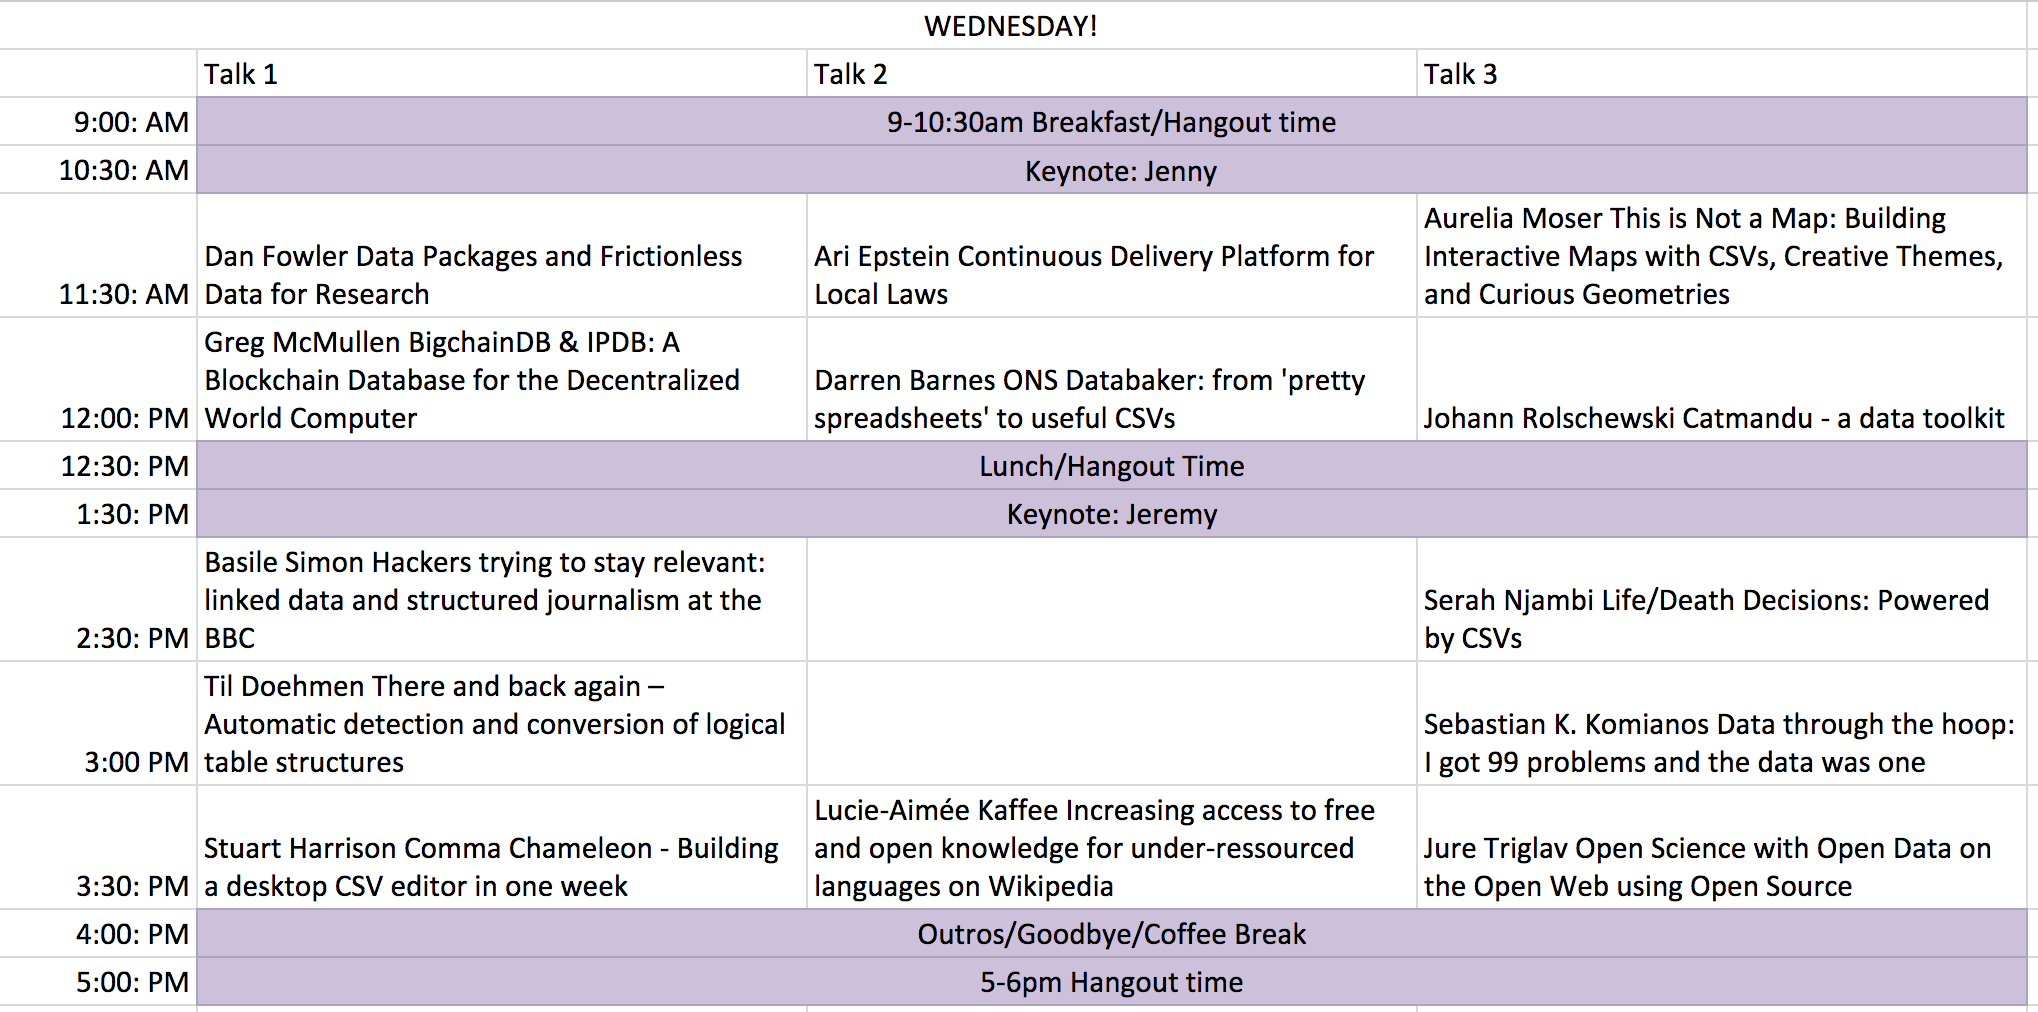 WEDNESDAY!
Talk 1
Talk 2
Talk 3
9:00: AM
9-10:30am Breakfast/Hangout time
10:30: AM
Keynote: Jenny
11:30: AM
Dan Fowler Data Packages and Frictionless
Data for Research
Ari Epstein Continuous Delivery Platform for
Local Laws
Aurelia Moser This is Not a Map: Building
Interactive Maps with CSVs, Creative Themes,
and Curious Geometries
12:00: PM
Greg McMullen BigchainDB & IPDB: A
Blockchain Database for the Decentralized
World Computer
Darren Barnes ONS Databaker: from 'pretty
spreadsheets' to useful CSVs
Johann Rolschewski Catmandu - a data toolkit
12:30: PM
Lunch/Hangout Time
1:30: PM
Keynote: Jeremy
2:30: PM
Basile Simon Hackers trying to stay relevant:
linked data and structured journalism at the
BBC
Serah Njambi Life/Death Decisions: Powered
by CSVs
3:00 PM
Til Doehmen There and back again –
Automatic detection and conversion of logical
table structures
Sebastian K. Komianos Data through the hoop:
I got 99 problems and the data was one
3:30: PM
Stuart Harrison Comma Chameleon - Building
a desktop CSV editor in one week
Lucie-Aimée Kaffee Increasing access to free
and open knowledge for under-ressourced
languages on Wikipedia
Jure Triglav Open Science with Open Data on
the Open Web using Open Source
4:00: PM
Outros/Goodbye/Coffee Break
5:00: PM
5-6pm Hangout time